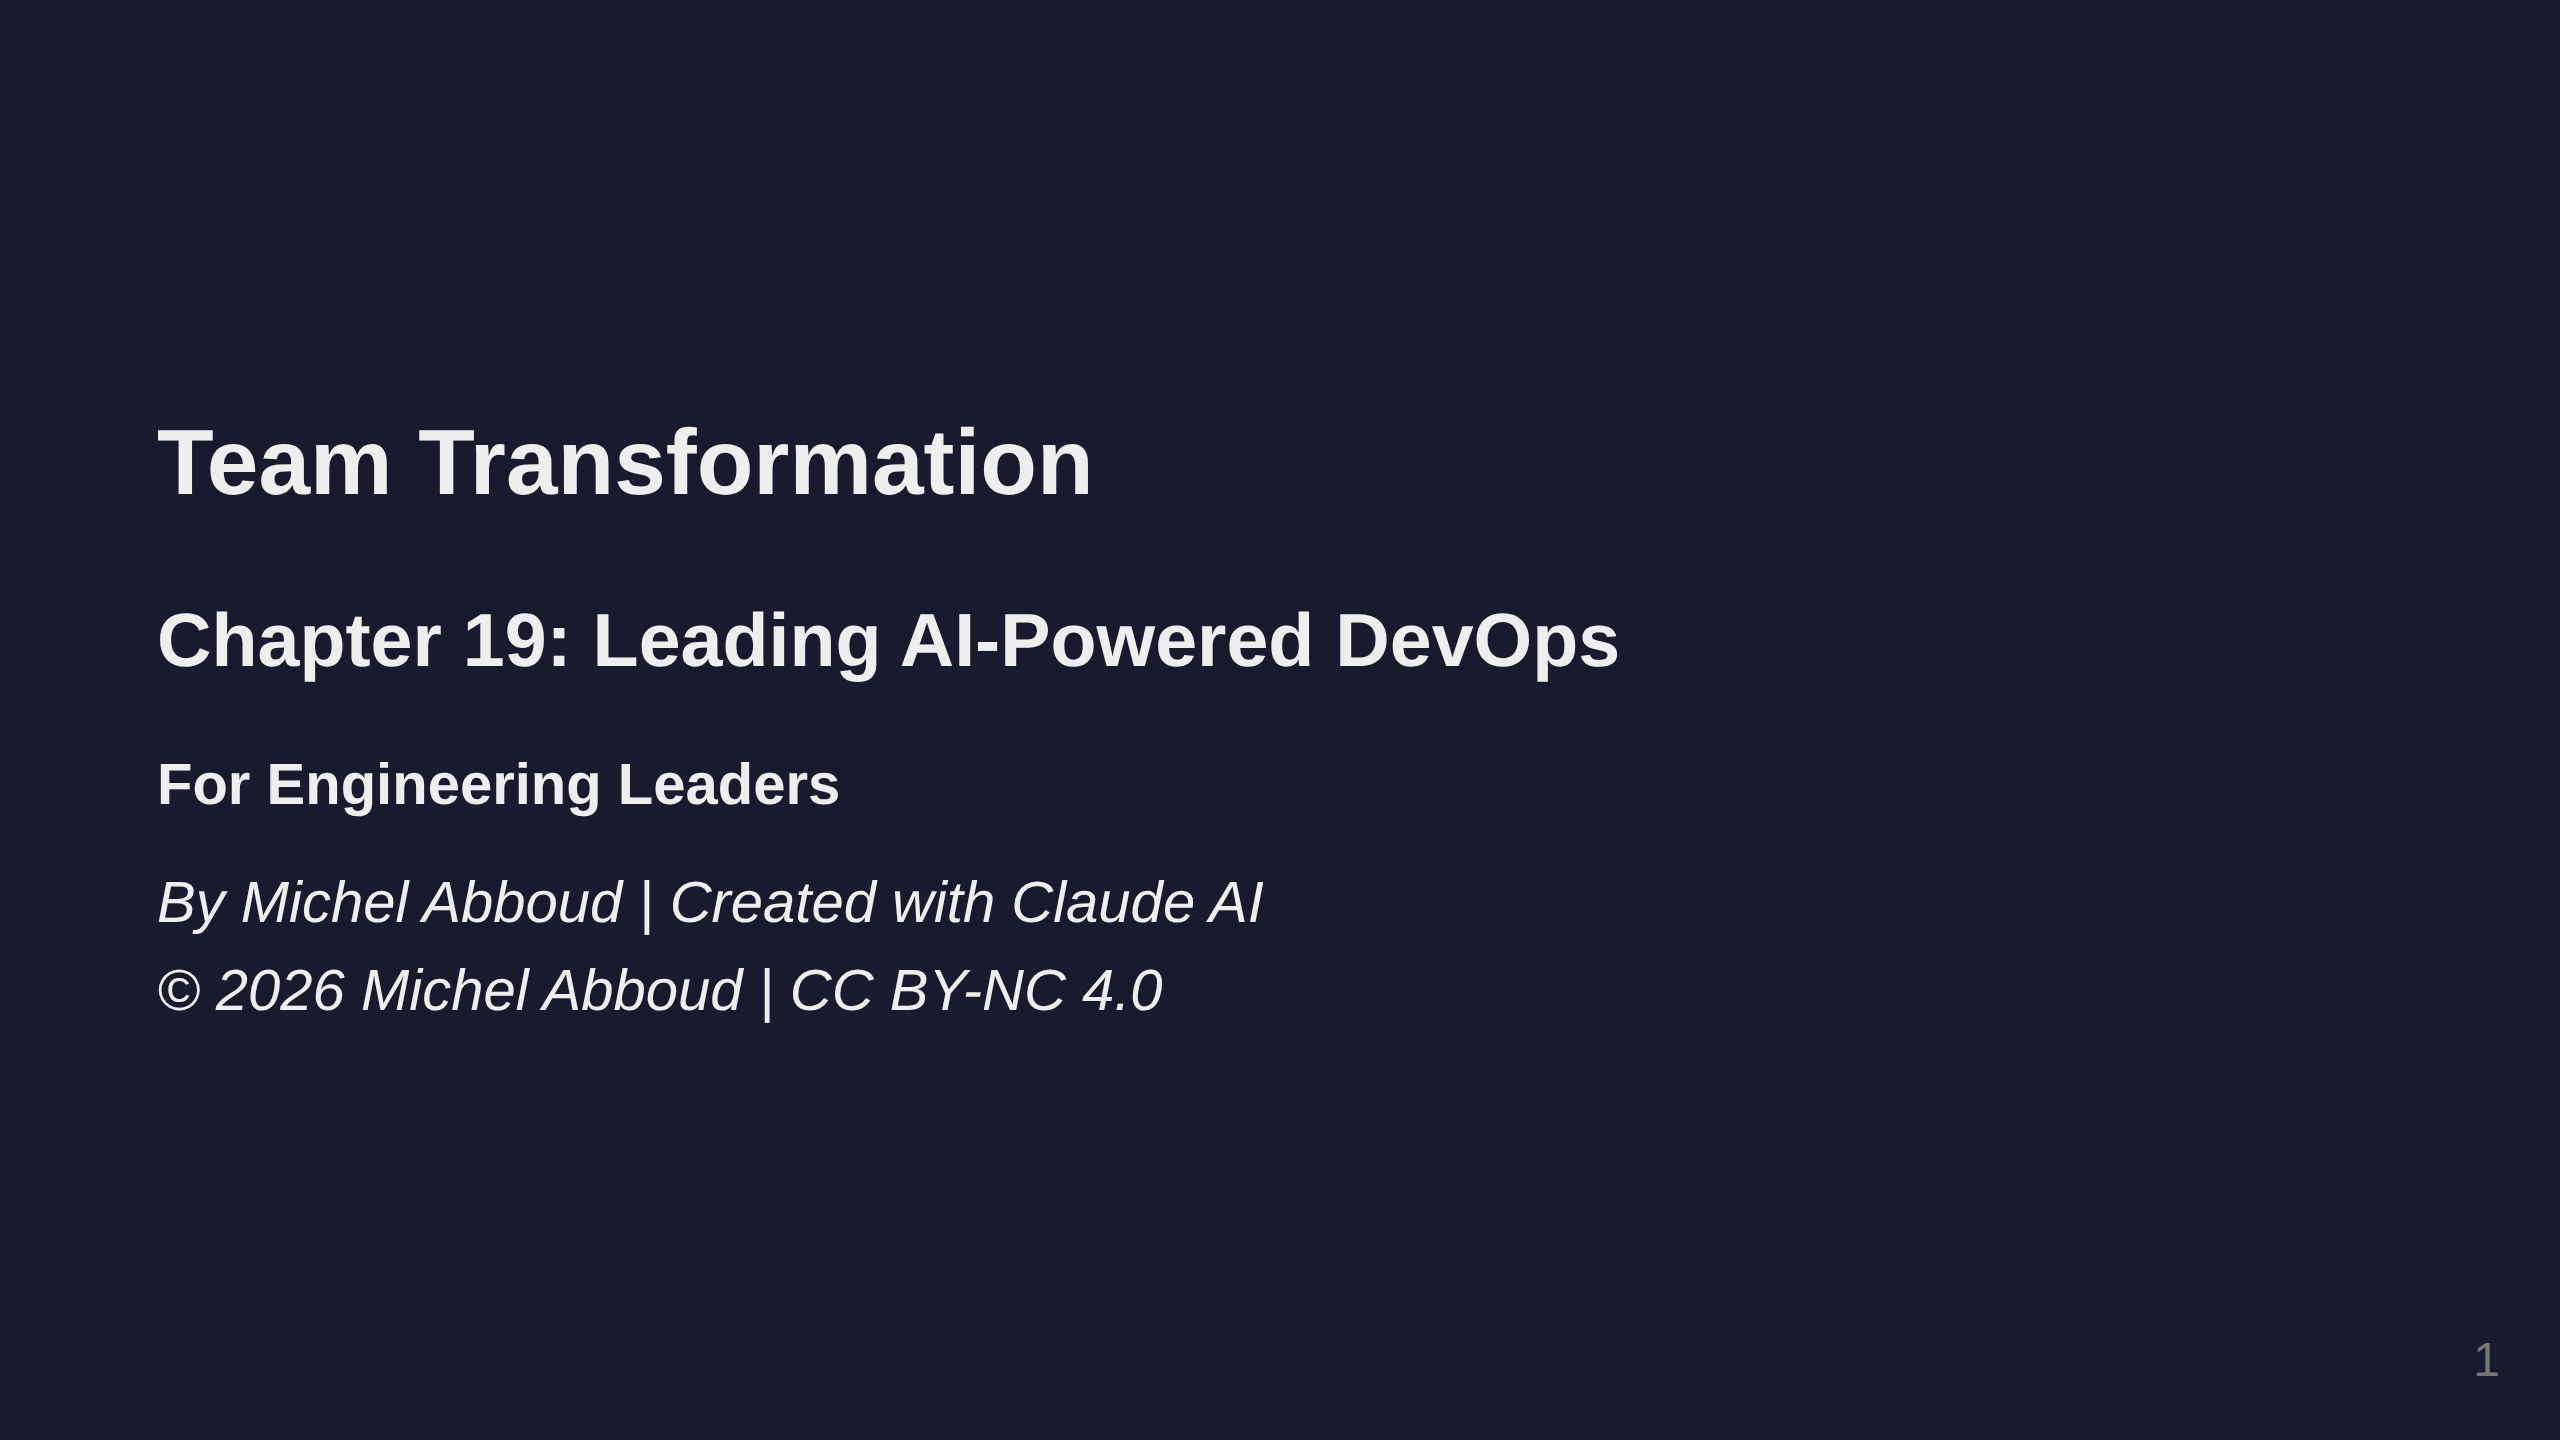 Team Transformation
Chapter 19: Leading AI-Powered DevOps
For Engineering Leaders
By Michel Abboud | Created with Claude AI
© 2026 Michel Abboud | CC BY-NC 4.0
1